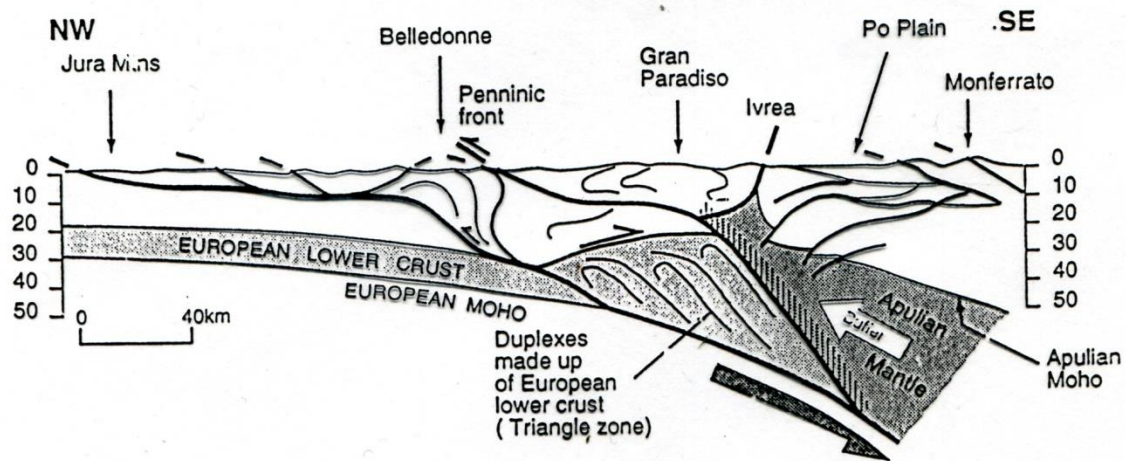 NW
.SE
Jura M.ns
Belledonne
Penninic
front
Gran
Paradiso
Ivrea
Po Plain
Monferrato
0
10
20
30
40
50
0
10
20
30
40
50
EUROPEAN LOWER CRUST
EUROPEAN MOHO
0 40km
Duplexes
made up
of European
lower crust
( Triangle zone)
Apulian
Mantle
Apulian
Moho